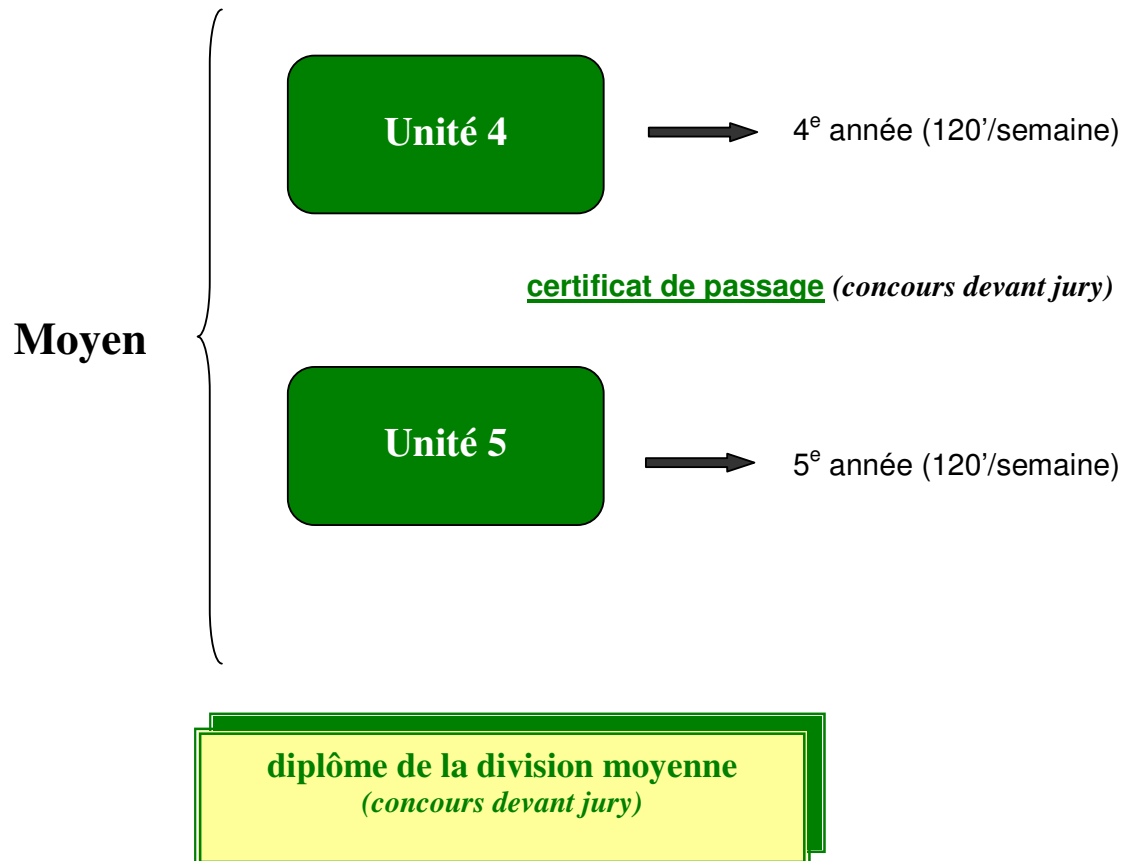 Unité 4
4e année (120’/semaine)
certificat de passage (concours devant jury)
Moyen
Unité 5
5e année (120’/semaine)
diplôme de la division moyenne
(concours devant jury)